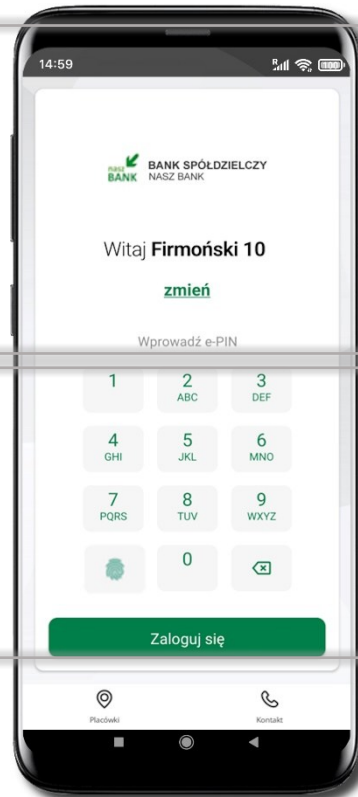 14:59
R
100
nasz BANK
BANK SPÓŁDZIELCZY
NASZ BANK
Witaj Firmoński 10
zmień
Wprowadź e-PIN
1 2 3
ABC DEF
4 5 6
GHI JKL MNO
7 8 9
PQRS TUV WXYZ
0
Zaloguj się
Placówki Kontakt